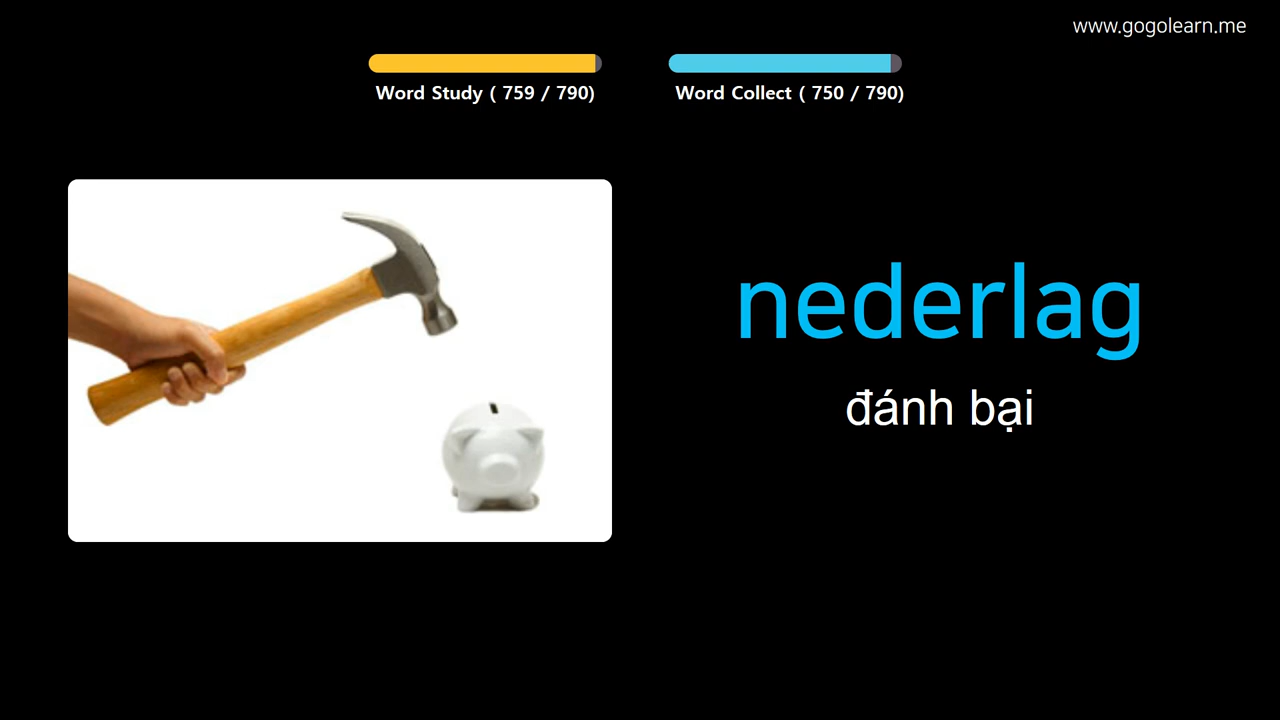 www.gogolearn.me
Word Study ( 759 / 790)
Word Collect ( 750 / 790)
nederlag
đánh bại